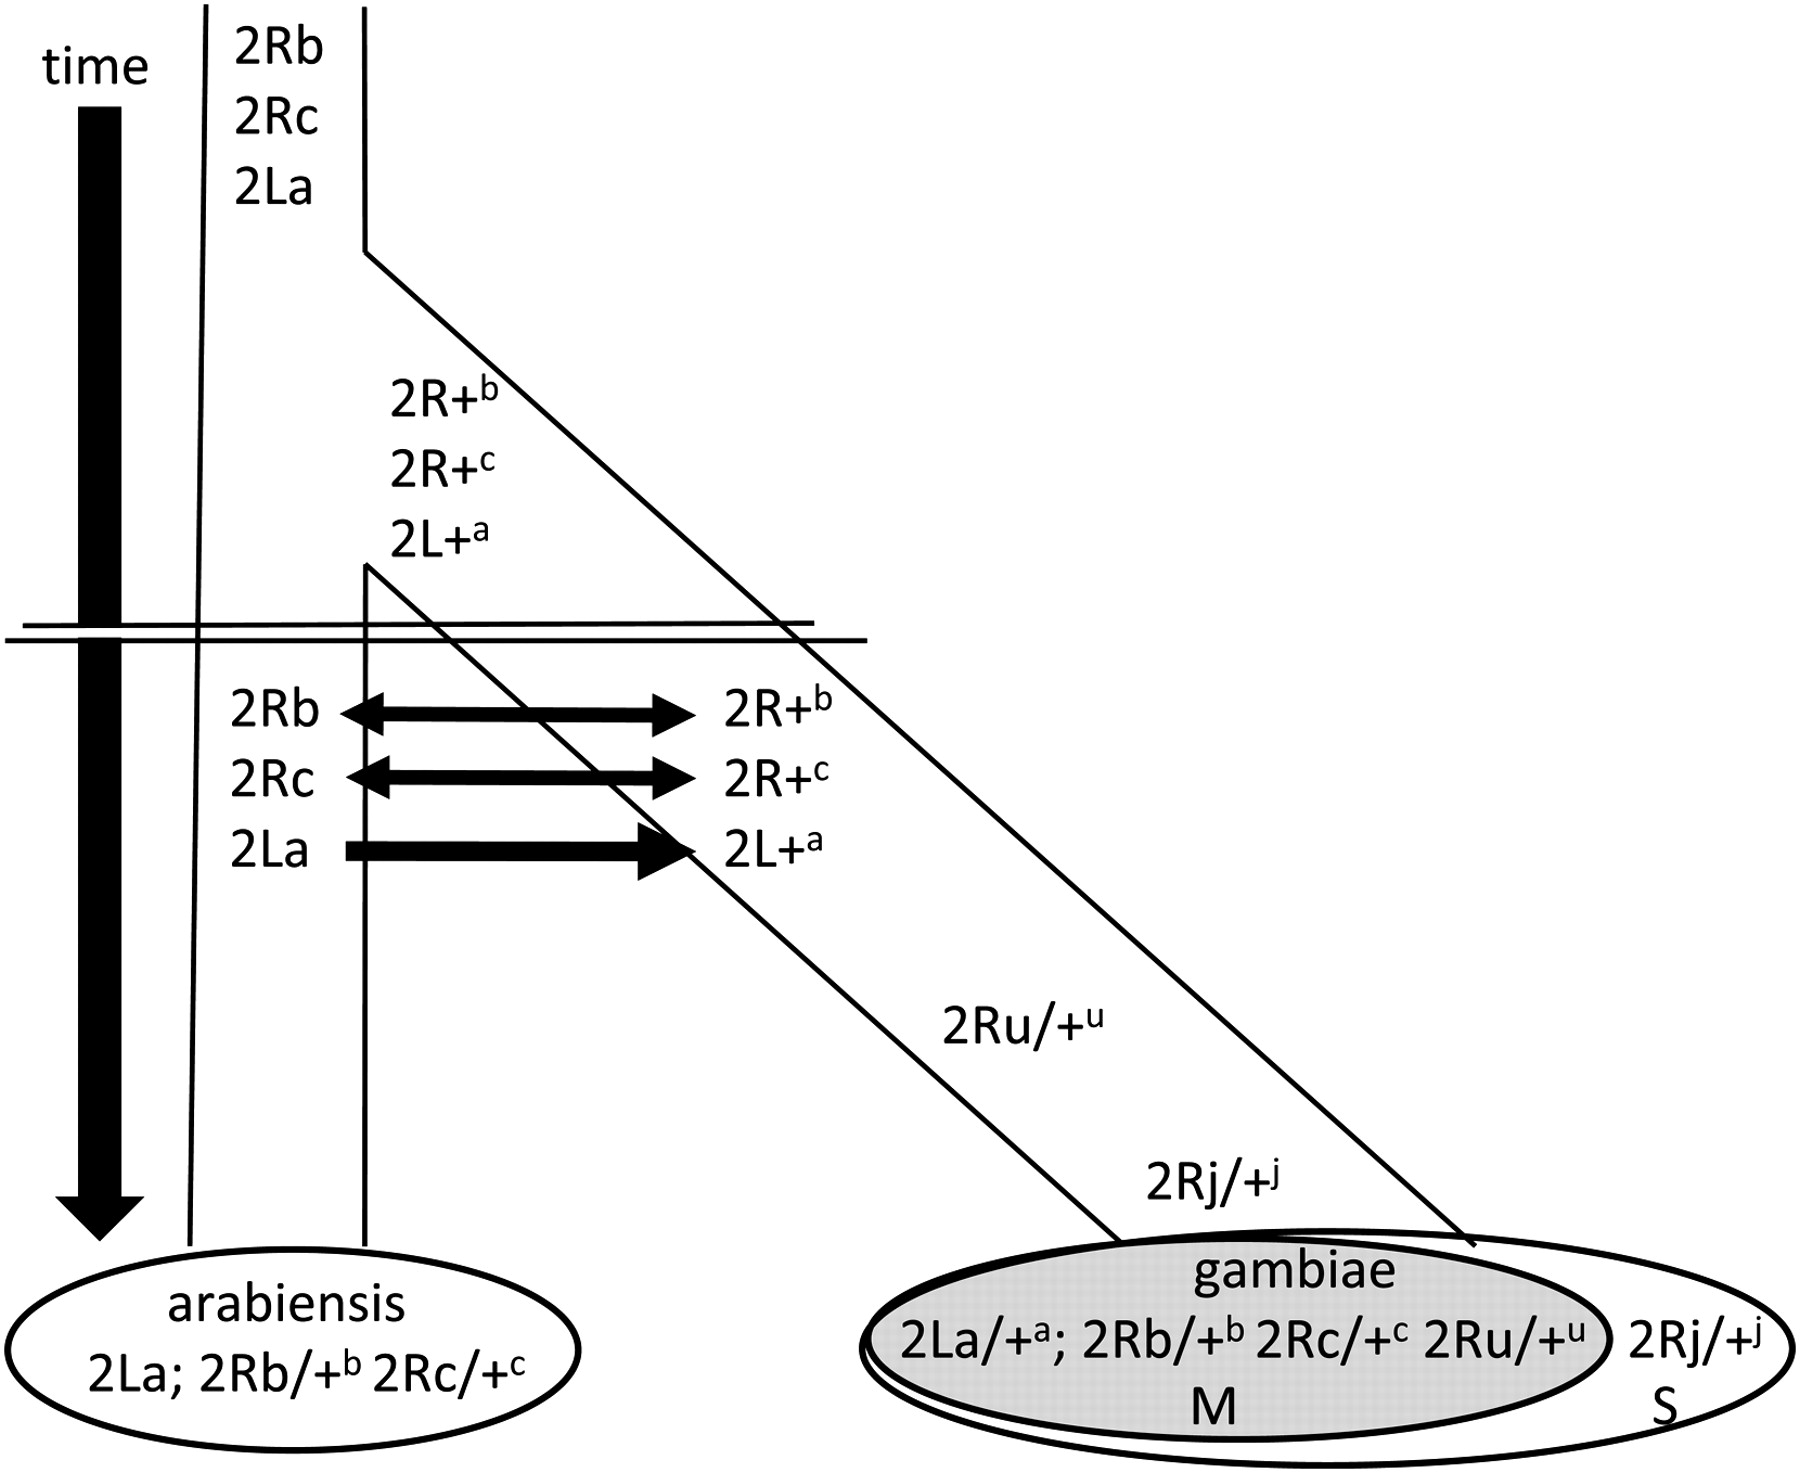 time
2Rb
2Rc
2La
2R+ᵇ
2R+ᶜ
2L+ᵃ
2Rb 2R+ᵇ
2Rc 2R+ᶜ
2La 2L+ᵃ
2Ru/+ᵘ
2Rj/+ʲ
arabiensis
2La; 2Rb/+ᵇ 2Rc/+ᶜ
gambiae
2La/+ᵃ; 2Rb/+ᵇ 2Rc/+ᶜ 2Ru/+ᵘ
M
2Rj/+ʲ
S